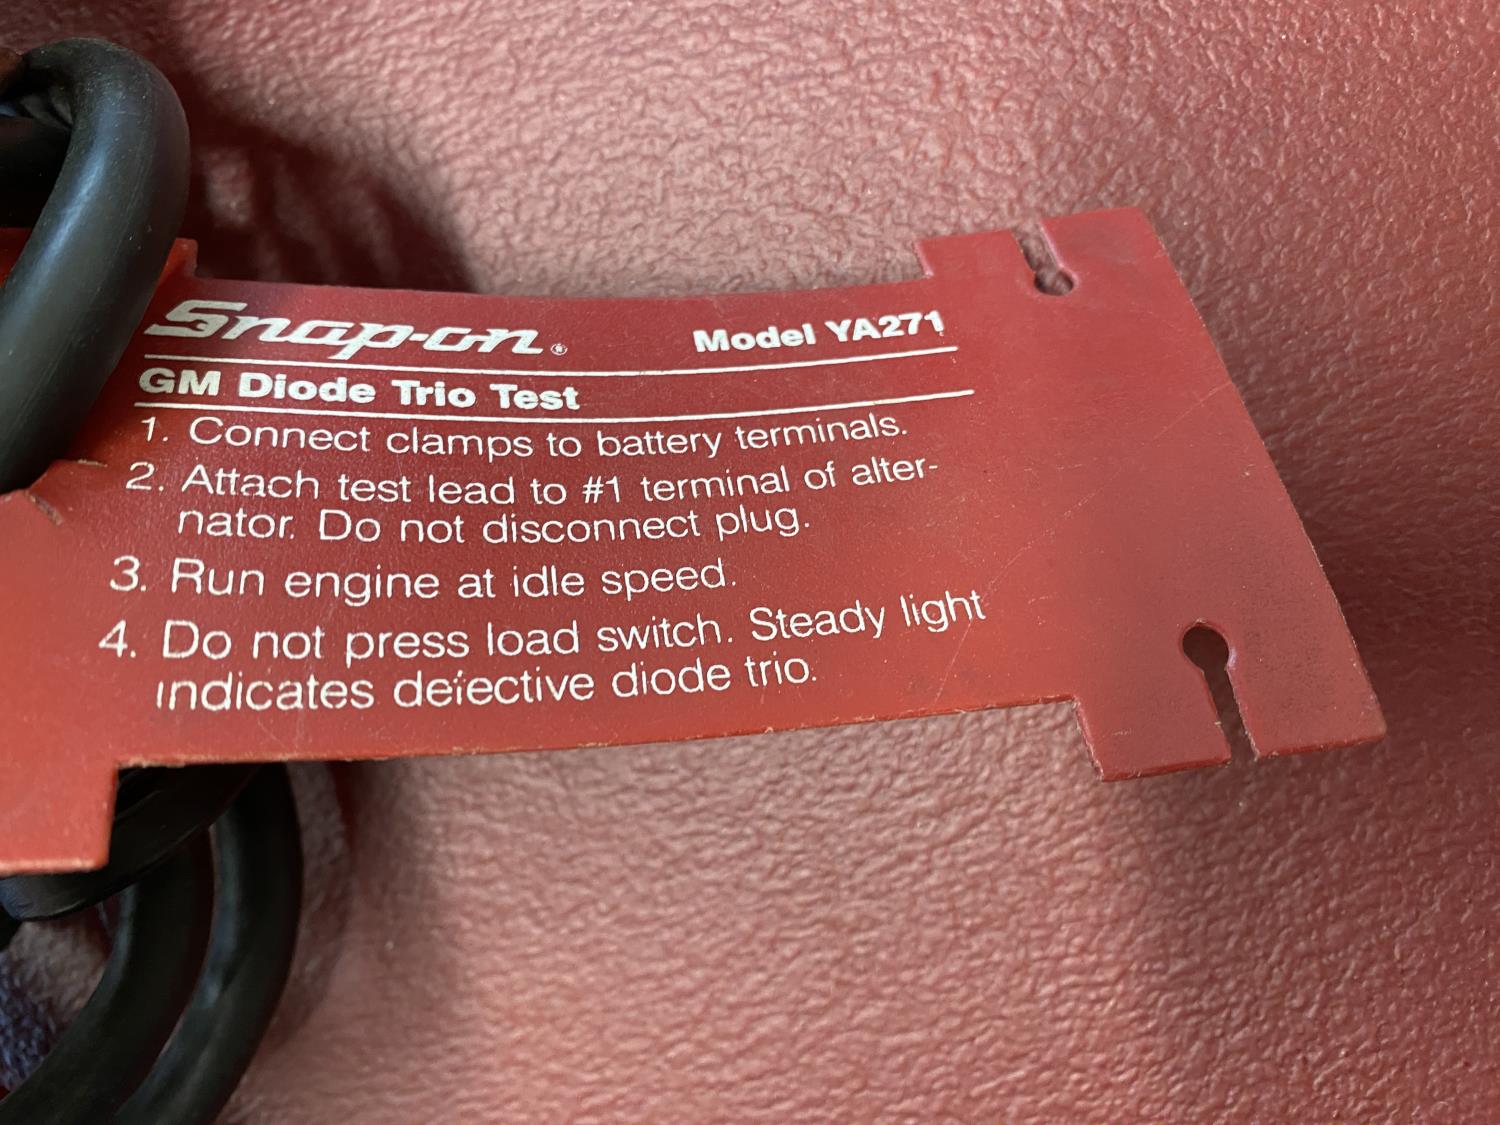 Snap-on®
Model YA271
GM Diode Trio Test
1. Connect clamps to battery terminals.
2. Attach test lead to #1 terminal of alter-
nator. Do not disconnect plug.
3. Run engine at idle speed.
4. Do not press load switch. Steady light
indicates defective diode trio.